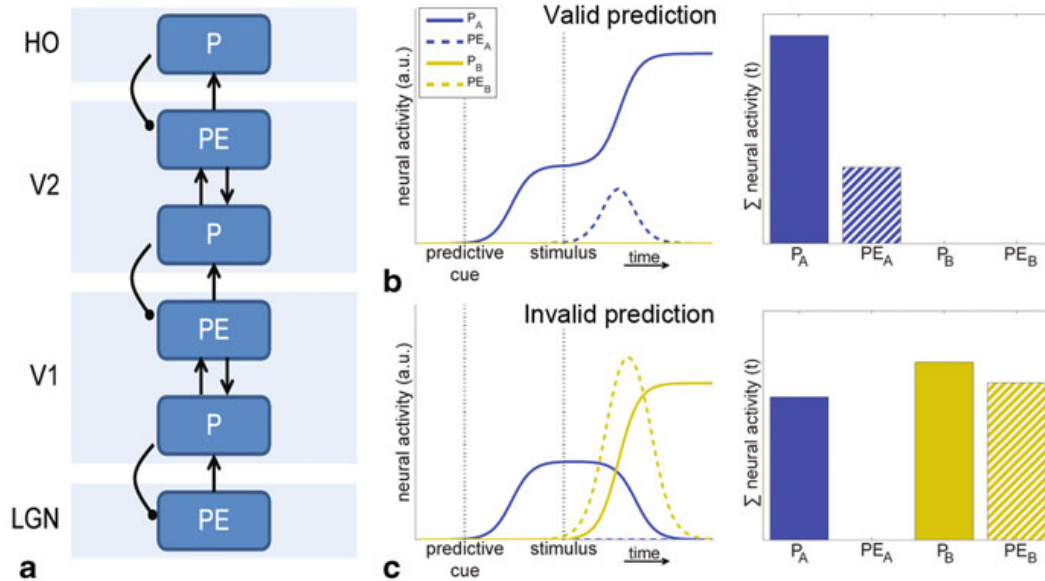 HO
P
PE
V2
P
PE
V1
P
LGN
PE
a
Valid prediction
P_A
PE_A
P_B
PE_B
neural activity (a.u.)
predictive
cue
stimulus
time
b
Σ neural activity (t)
P_A
PE_A
P_B
PE_B
Invalid prediction
neural activity (a.u.)
predictive
cue
stimulus
time
c
Σ neural activity (t)
P_A
PE_A
P_B
PE_B